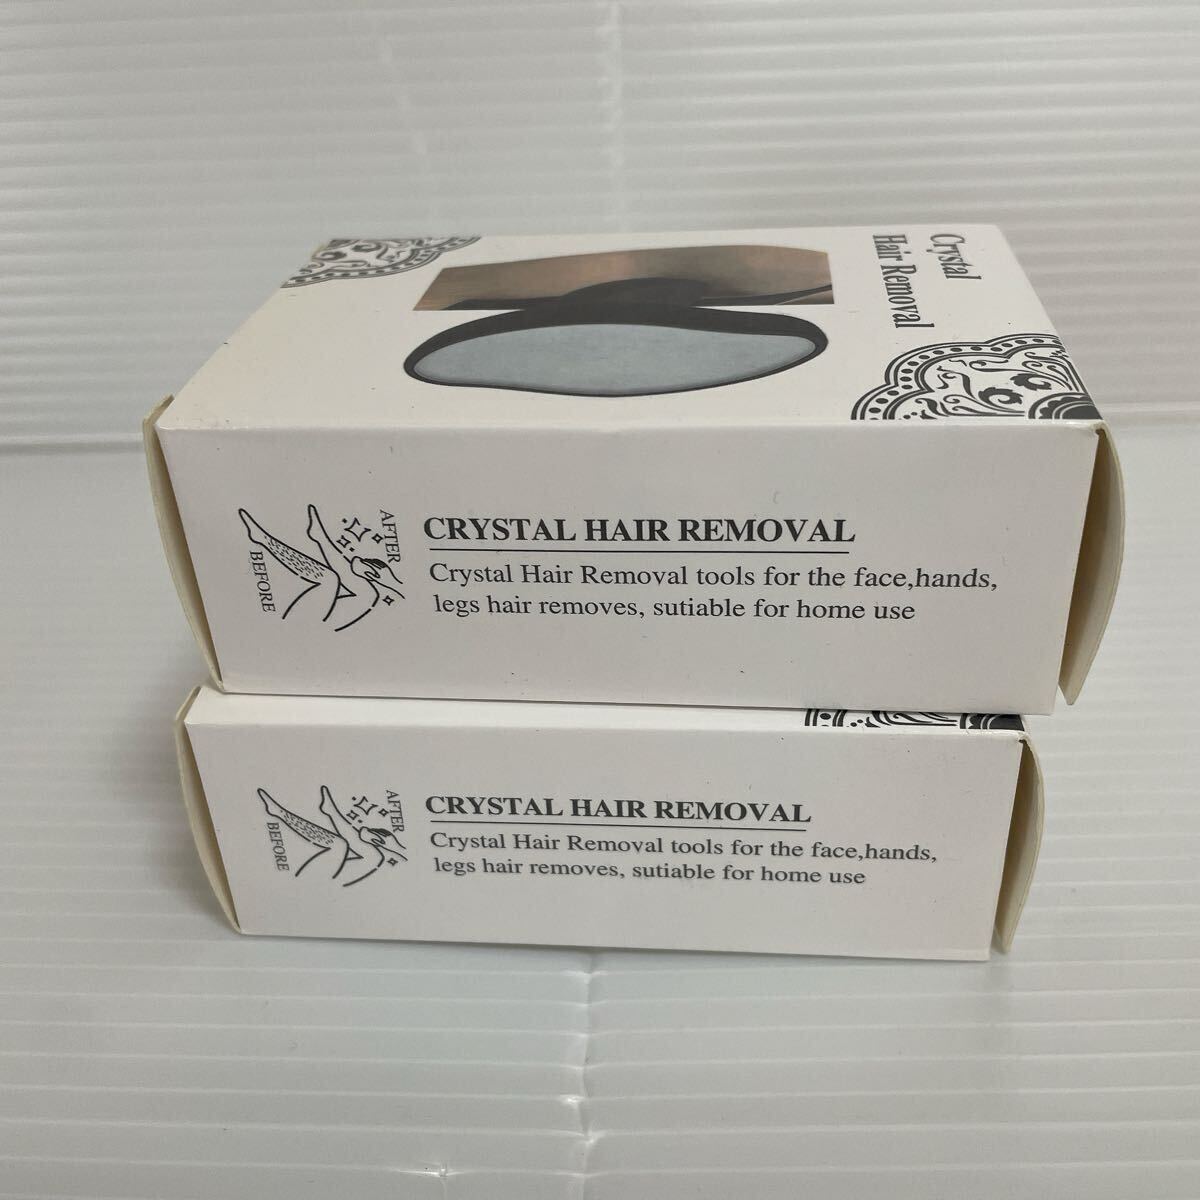 Crystal
Hair Removal
AFTER
BEFORE
CRYSTAL HAIR REMOVAL
Crystal Hair Removal tools for the face,hands,
legs hair removes, sutiable for home use
AFTER
BEFORE
CRYSTAL HAIR REMOVAL
Crystal Hair Removal tools for the face,hands,
legs hair removes, sutiable for home use